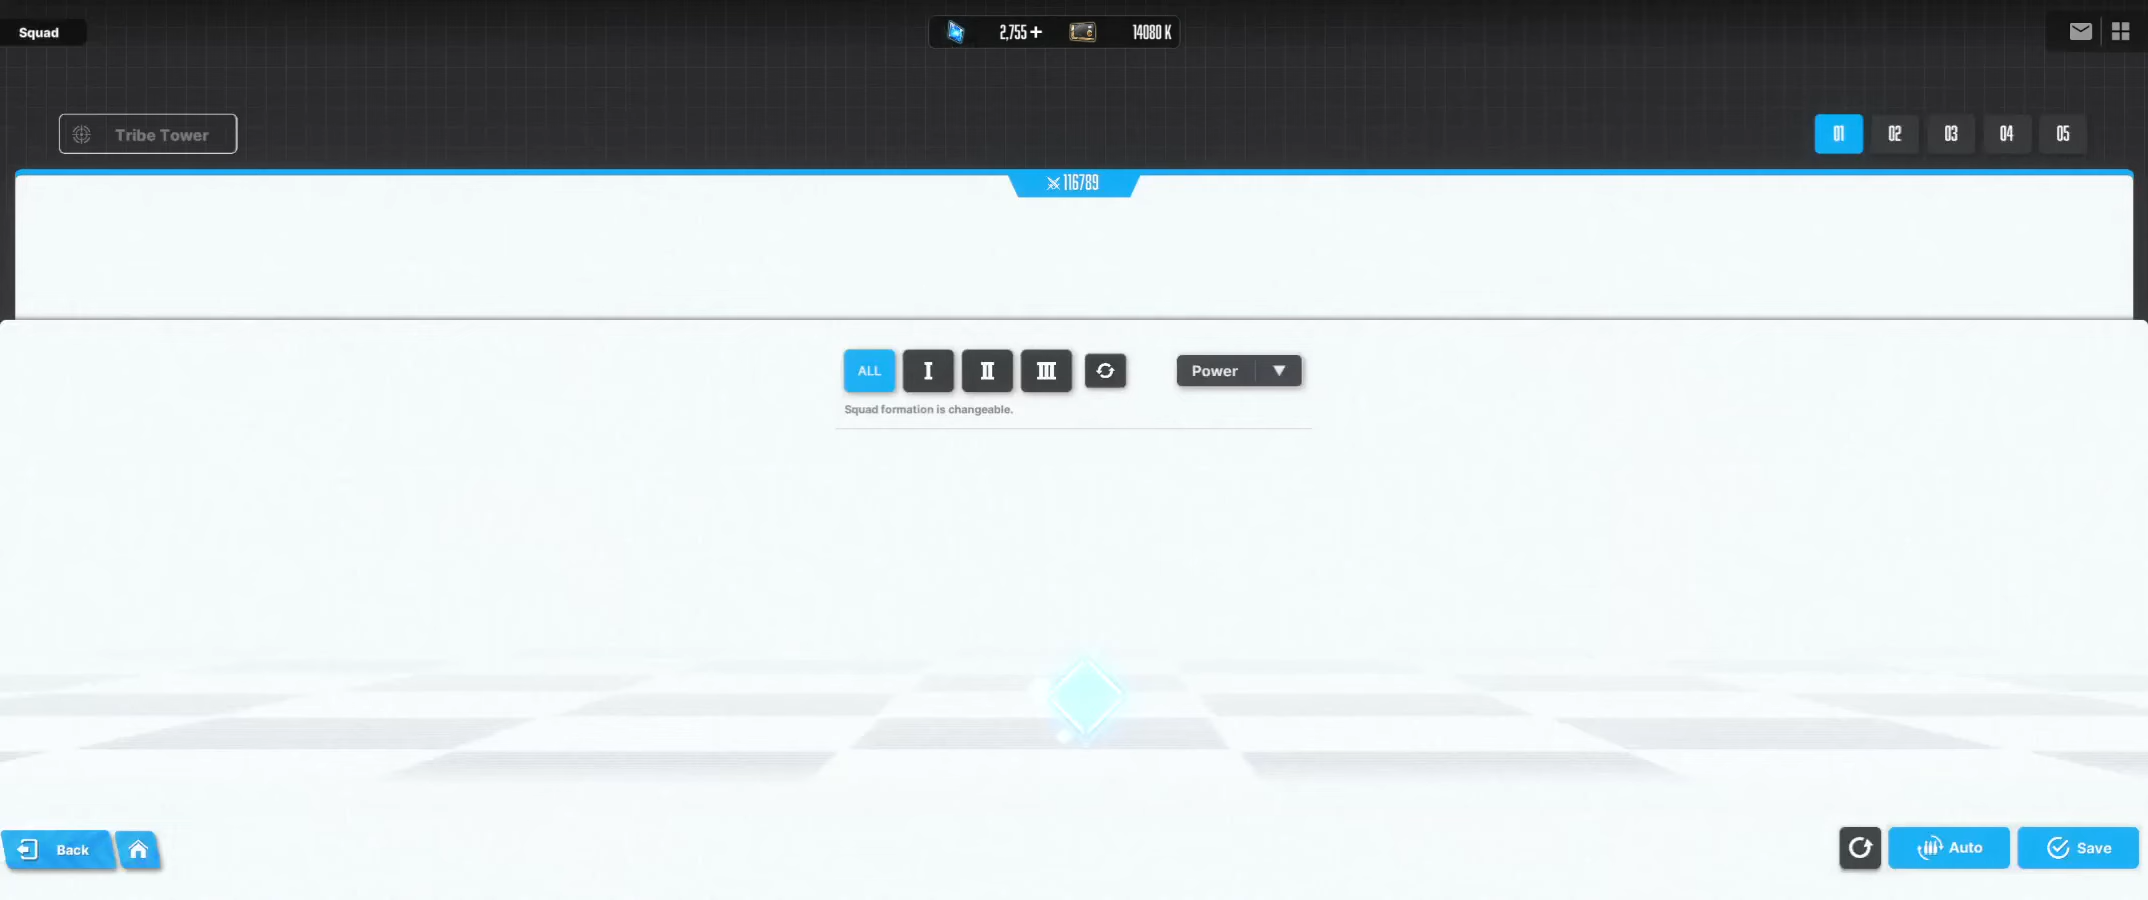 Squad
2,755 +
14080 K
Tribe Tower
01 02 03 04 05
116789
ALL I II III
Power
Squad formation is changeable.
Back
Auto
Save